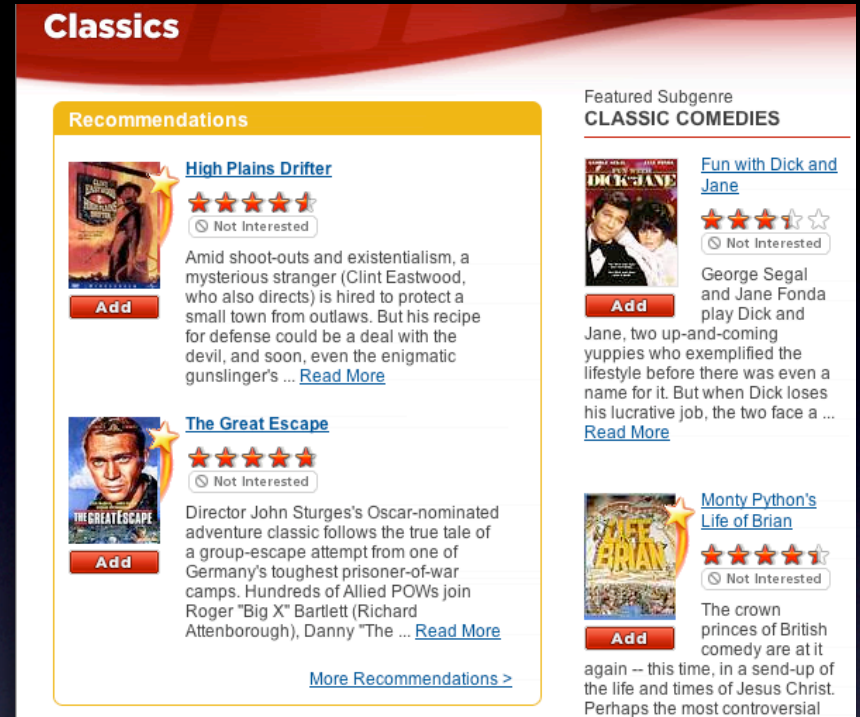 Classics
Recommendations
High Plains Drifter
Not Interested
Amid shoot-outs and existentialism, a
mysterious stranger (Clint Eastwood,
who also directs) is hired to protect a
small town from outlaws. But his recipe
for defense could be a deal with the
devil, and soon, even the enigmatic
gunslinger's ... Read More
Add
The Great Escape
Not Interested
THE GREAT ESCAPE
Add
Director John Sturges's Oscar-nominated
adventure classic follows the true tale of
a group-escape attempt from one of
Germany's toughest prisoner-of-war
camps. Hundreds of Allied POWs join
Roger "Big X" Bartlett (Richard
Attenborough), Danny "The ... Read More
More Recommendations >
Featured Subgenre
CLASSIC COMEDIES
DICK AND JANE
Fun with Dick and
Jane
Not Interested
Add
George Segal
and Jane Fonda
play Dick and
Jane, two up-and-coming
yuppies who exemplified the
lifestyle before there was even a
name for it. But when Dick loses
his lucrative job, the two face a ...
Read More
LIFE
BRIAN
Monty Python's
Life of Brian
Not Interested
Add
The crown
princes of British
comedy are at it
again -- this time, in a send-up of
the life and times of Jesus Christ.
Perhaps the most controversial